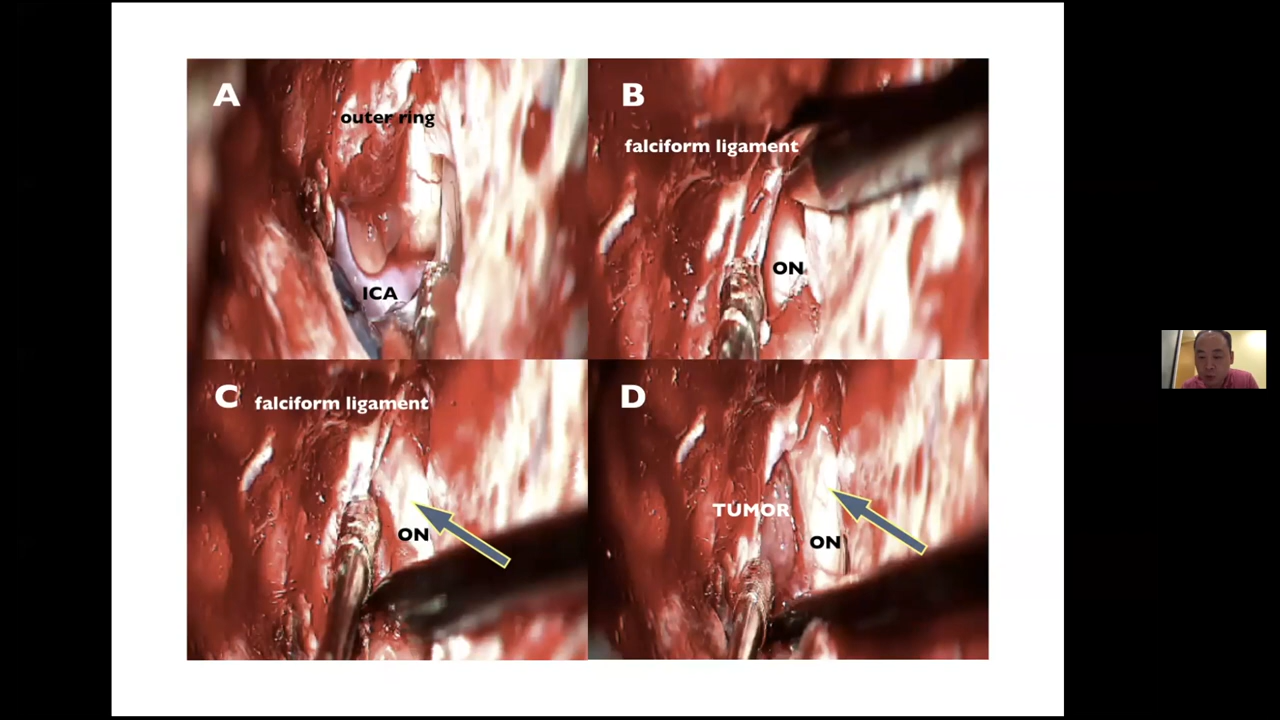 A
outer ring
ICA
B
falciform ligament
ON
C
falciform ligament
ON
D
TUMOR
ON